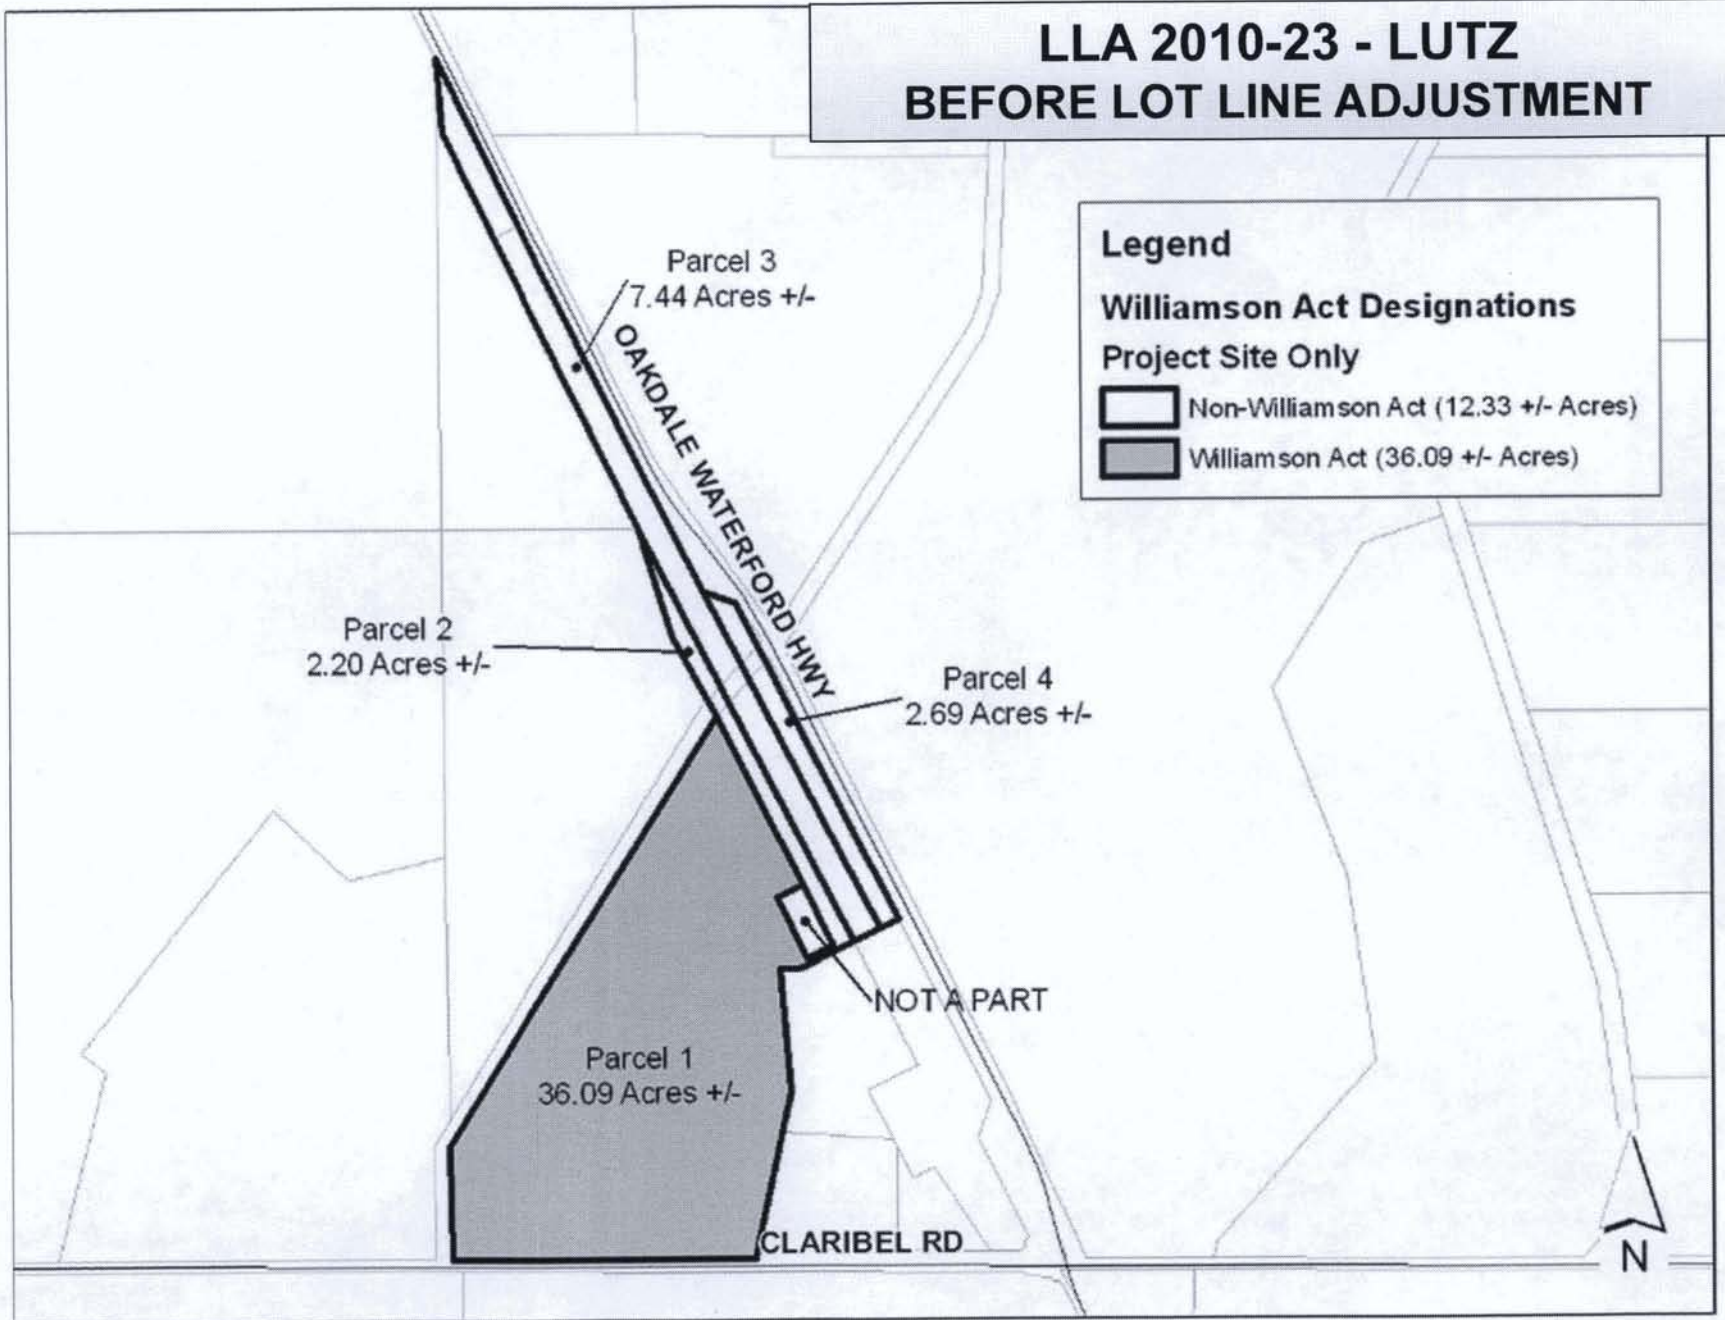 LLA 2010-23 - LUTZ
BEFORE LOT LINE ADJUSTMENT
Legend
Williamson Act Designations
Project Site Only
Non-Williamson Act (12.33 +/- Acres)
Williamson Act (36.09 +/- Acres)
Parcel 3
7.44 Acres +/-
OAKDALE WATERFORD HWY
Parcel 2
2.20 Acres +/-
Parcel 4
2.69 Acres +/-
NOT A PART
Parcel 1
36.09 Acres +/-
CLARIBEL RD
N